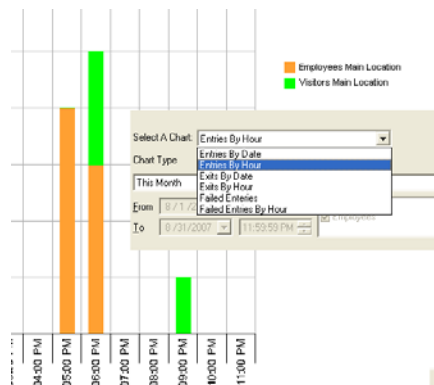 Employees Main Location
Visitors Main Location
Select A Chart: Entries By Hour
Entries By Date
Entries By Hour
Exits By Date
Exits By Hour
Failed Enteries
Failed Entries By Hour
Chart Type
This Month
From 8 / 1 /2
Employees
To 8 /31/2007 11:59:59 PM
04:00 PM
05:00 PM
06:00 PM
07:00 PM
08:00 PM
09:00 PM
10:00 PM
11:00 PM